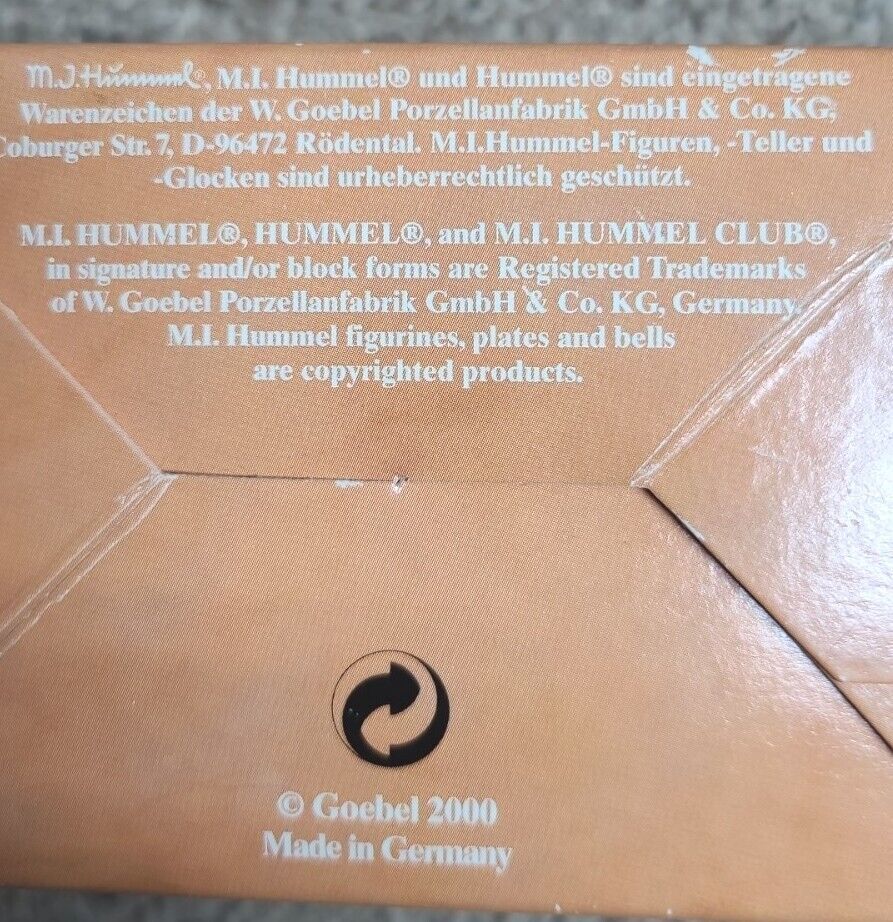 M.J.Hummel®, M.I. Hummel® und Hummel® sind eingetragene
Warenzeichen der W. Goebel Porzellanfabrik GmbH & Co. KG,
Coburger Str. 7, D-96472 Rödental. M.I.Hummel-Figuren, -Teller und
-Glocken sind urheberrechtlich geschützt.
M.I. HUMMEL®, HUMMEL®, and M.I. HUMMEL CLUB®,
in signature and/or block forms are Registered Trademarks
of W. Goebel Porzellanfabrik GmbH & Co. KG, Germany.
M.I. Hummel figurines, plates and bells
are copyrighted products.
© Goebel 2000
Made in Germany